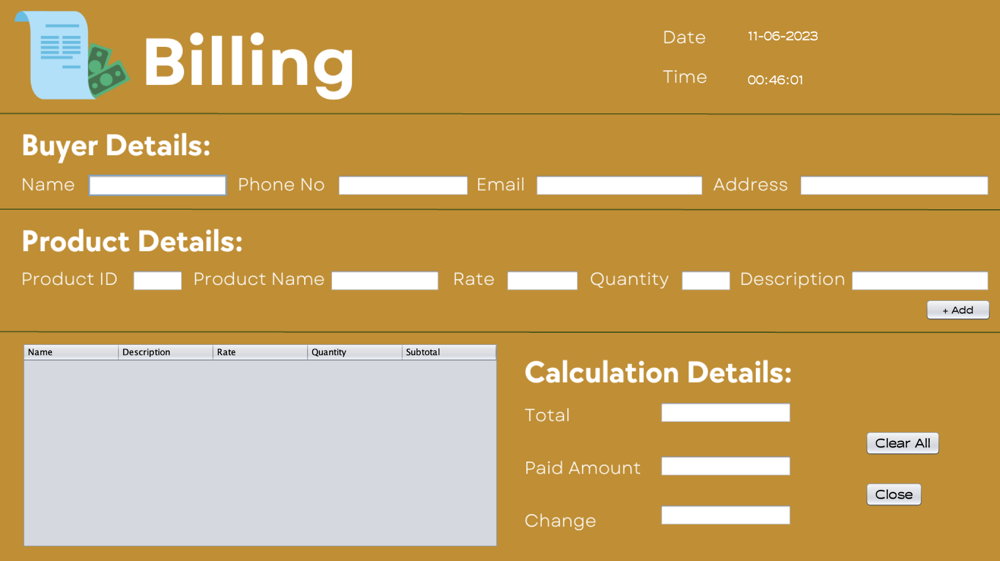 Billing
Date 11-06-2023
Time 00:46:01
Buyer Details:
Name Phone No Email Address
Product Details:
Product ID Product Name Rate Quantity Description
+ Add
Name Description Rate Quantity Subtotal
Calculation Details:
Total
Clear All
Paid Amount
Close
Change